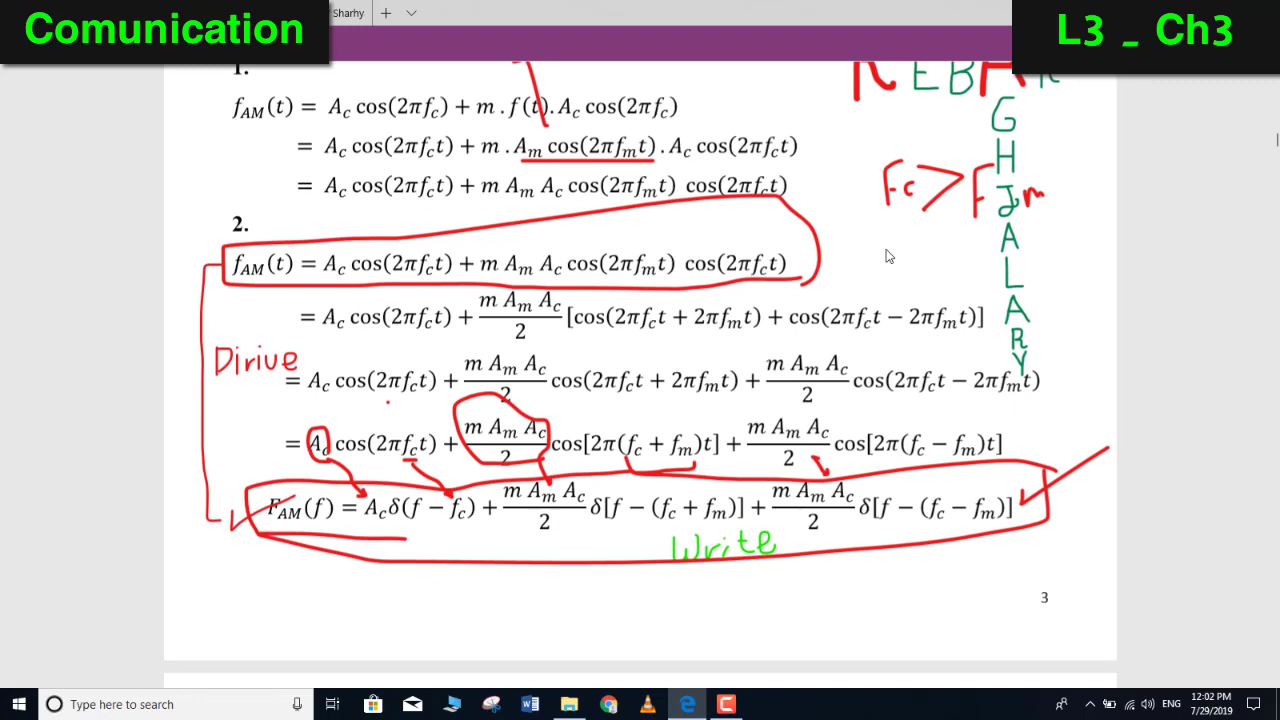 Comunication
Sharhy
L3 _ Ch3
1.
f_AM(t) = A_c cos(2πf_c) + m . f(t). A_c cos(2πf_c)
= A_c cos(2πf_c t) + m . A_m cos(2πf_m t) . A_c cos(2πf_c t)
= A_c cos(2πf_c t) + m A_m A_c cos(2πf_m t) cos(2πf_c t)
Fc > Fm
2.
f_AM(t) = A_c cos(2πf_c t) + m A_m A_c cos(2πf_m t) cos(2πf_c t)
= A_c cos(2πf_c t) + (m A_m A_c)/2 [cos(2πf_c t + 2πf_m t) + cos(2πf_c t − 2πf_m t)]
Dirive
= A_c cos(2πf_c t) + (m A_m A_c)/2 cos(2πf_c t + 2πf_m t) + (m A_m A_c)/2 cos(2πf_c t − 2πf_m t)
= A_c cos(2πf_c t) + (m A_m A_c)/2 cos[2π(f_c + f_m)t] + (m A_m A_c)/2 cos[2π(f_c − f_m)t]
F_AM(f) = A_c δ(f − f_c) + (m A_m A_c)/2 δ[f − (f_c + f_m)] + (m A_m A_c)/2 δ[f − (f_c − f_m)]
Write
3
G
H
J
A
L
A
R
Y
Type here to search
ENG
12:02 PM
7/29/2019